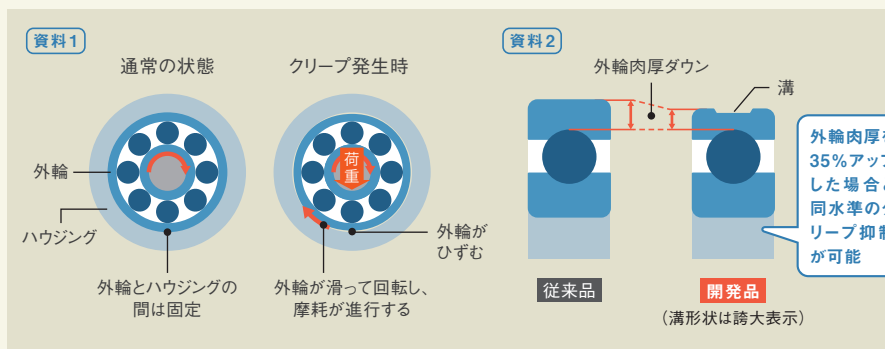 資料1
通常の状態
クリープ発生時
荷
重
外輪
ハウジング
外輪が
ひずむ
外輪とハウジングの
間は固定
外輪が滑って回転し、
摩耗が進行する
資料2
外輪肉厚ダウン
溝
外輪肉厚
35%アップ
した場合
同水準の
リープ抑
が可能
従来品
開発品
(溝形状は誇大表示)